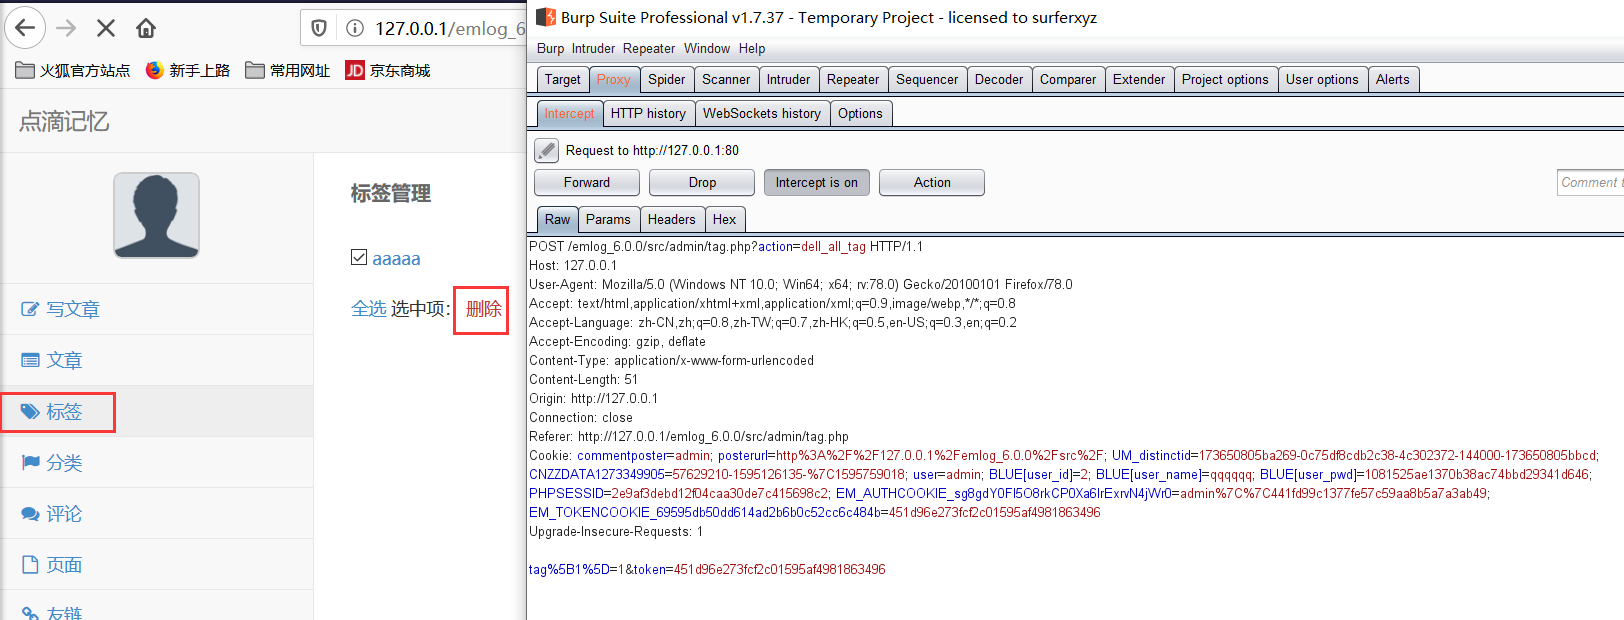 127.0.0.1/emlog_6
火狐官方站点 新手上路 常用网址 JD 京东商城
点滴记忆
标签管理
aaaaa
全选 选中项: 删除
写文章
文章
标签
分类
评论
页面
友链
Burp Suite Professional v1.7.37 - Temporary Project - licensed to surferxyz
Burp Intruder Repeater Window Help
Target Proxy Spider Scanner Intruder Repeater Sequencer Decoder Comparer Extender Project options User options Alerts
Intercept HTTP history WebSockets history Options
Request to http://127.0.0.1:80
Forward Drop Intercept is on Action Comment t
Raw Params Headers Hex
POST /emlog_6.0.0/src/admin/tag.php?action=dell_all_tag HTTP/1.1
Host: 127.0.0.1
User-Agent: Mozilla/5.0 (Windows NT 10.0; Win64; x64; rv:78.0) Gecko/20100101 Firefox/78.0
Accept: text/html,application/xhtml+xml,application/xml;q=0.9,image/webp,*/*;q=0.8
Accept-Language: zh-CN,zh;q=0.8,zh-TW;q=0.7,zh-HK;q=0.5,en-US;q=0.3,en;q=0.2
Accept-Encoding: gzip, deflate
Content-Type: application/x-www-form-urlencoded
Content-Length: 51
Origin: http://127.0.0.1
Connection: close
Referer: http://127.0.0.1/emlog_6.0.0/src/admin/tag.php
Cookie: commentposter=admin; posterurl=http%3A%2F%2F127.0.0.1%2Femlog_6.0.0%2Fsrc%2F; UM_distinctid=173650805ba269-0c75df8cdb2c38-4c302372-144000-173650805bbcd;
CNZZDATA1273349905=57629210-1595126135-%7C1595759018; user=admin; BLUE[user_id]=2; BLUE[user_name]=qqqqqq; BLUE[user_pwd]=1081525ae1370b38ac74bbd29341d646;
PHPSESSID=2e9af3debd12f04caa30de7c415698c2; EM_AUTHCOOKIE_sg8gdY0Fl5O8rkCP0Xa6IrExrvN4jWr0=admin%7C%7C441fd99c1377fe57c59aa8b5a7a3ab49;
EM_TOKENCOOKIE_69595db50dd614ad2b6b0c52cc6c484b=451d96e273fcf2c01595af4981863496
Upgrade-Insecure-Requests: 1
tag%5B1%5D=1&token=451d96e273fcf2c01595af4981863496